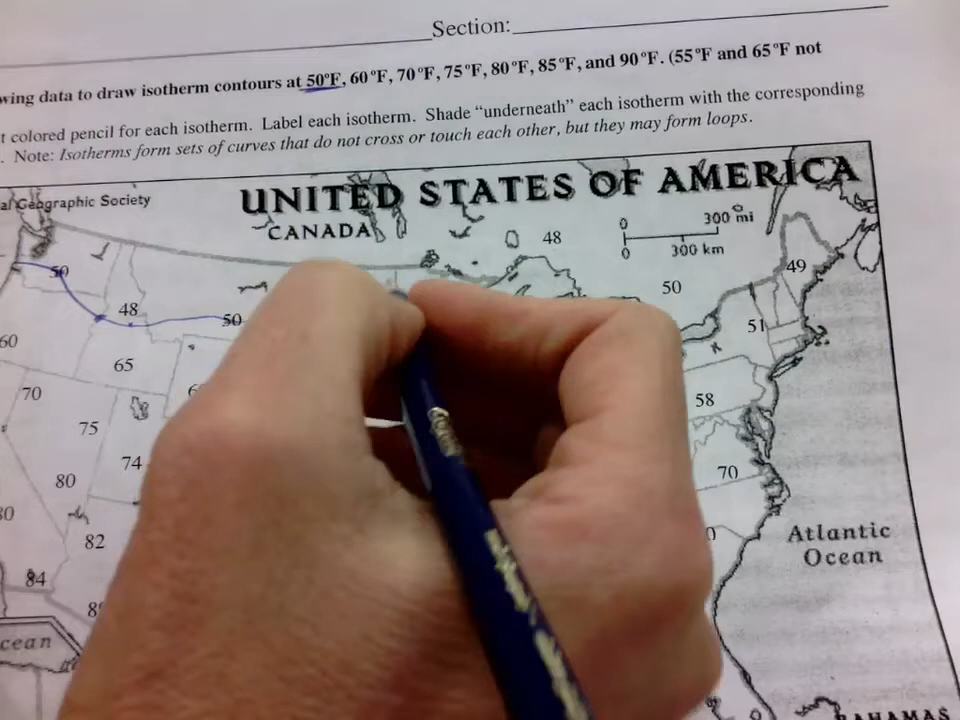 Section:
wing data to draw isotherm contours at 50°F, 60°F, 70°F, 75°F, 80°F, 85°F, and 90°F. (55°F and 65°F not
t colored pencil for each isotherm. Label each isotherm. Shade “underneath” each isotherm with the corresponding
. Note: Isotherms form sets of curves that do not cross or touch each other, but they may form loops.
al Geographic Society
UNITED STATES OF AMERICA
CANADA
48
0 300 mi
0 300 km
50
49
50
48
50
51
60
65
70
58
75
74
70
80
82
84
Atlantic
Ocean
cean
BAHAMAS